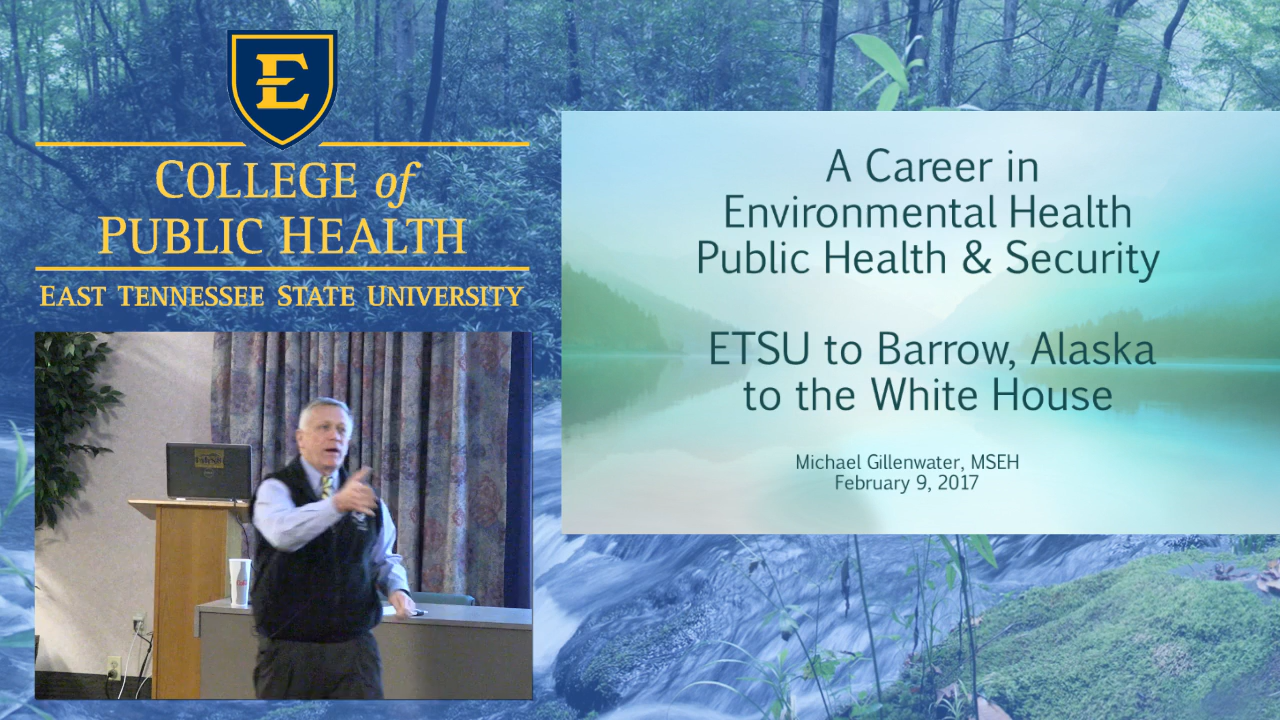 E
COLLEGE of
PUBLIC HEALTH
EAST TENNESSEE STATE UNIVERSITY
A Career in
Environmental Health
Public Health & Security
ETSU to Barrow, Alaska
to the White House
Michael Gillenwater, MSEH
February 9, 2017